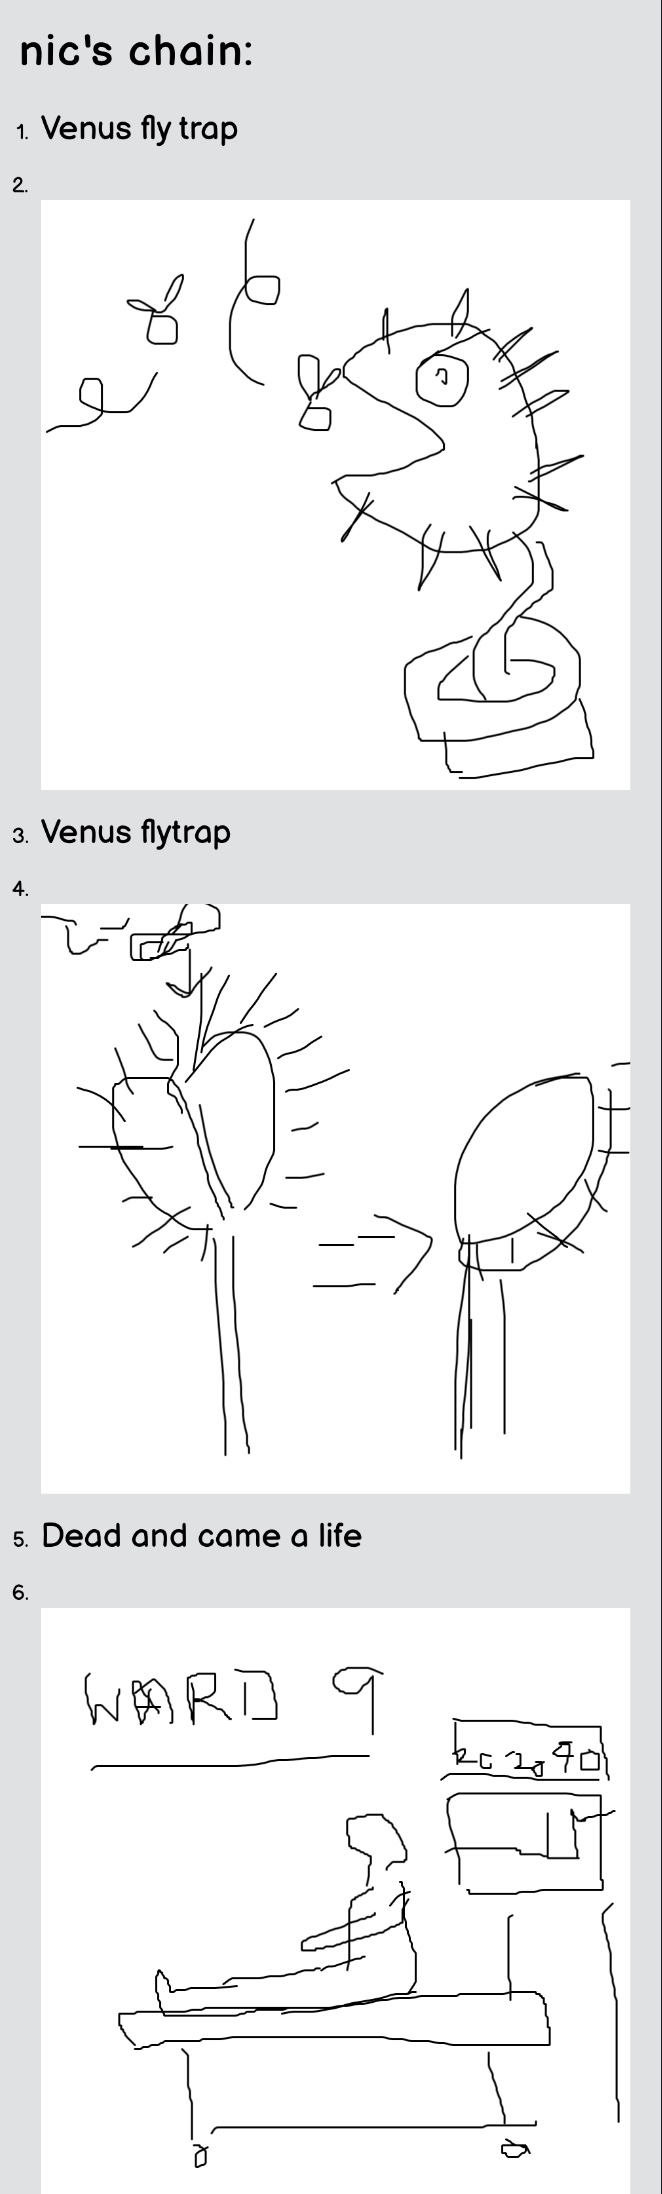 nic's chain:
1. Venus fly trap
2.
3. Venus flytrap
4.
5. Dead and came a life
6.
WARD 9